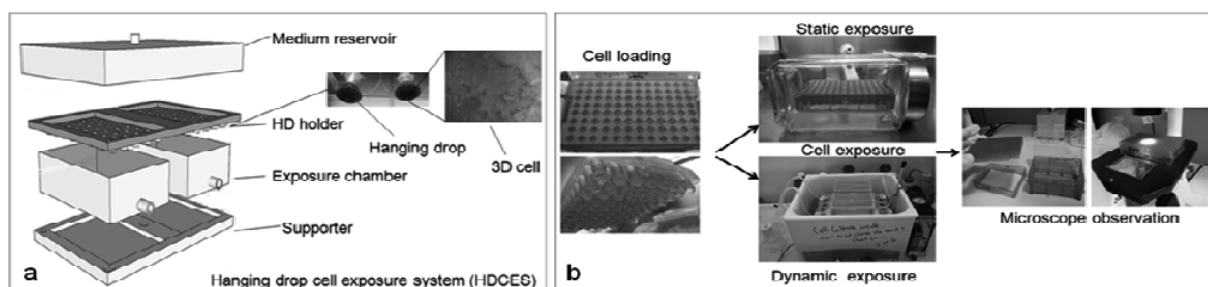 Medium reservoir
HD holder
Hanging drop
3D cell
Exposure chamber
Supporter
a
Hanging drop cell exposure system (HDCES)
Static exposure
Cell loading
Cell exposure
Microscope observation
b
Dynamic exposure